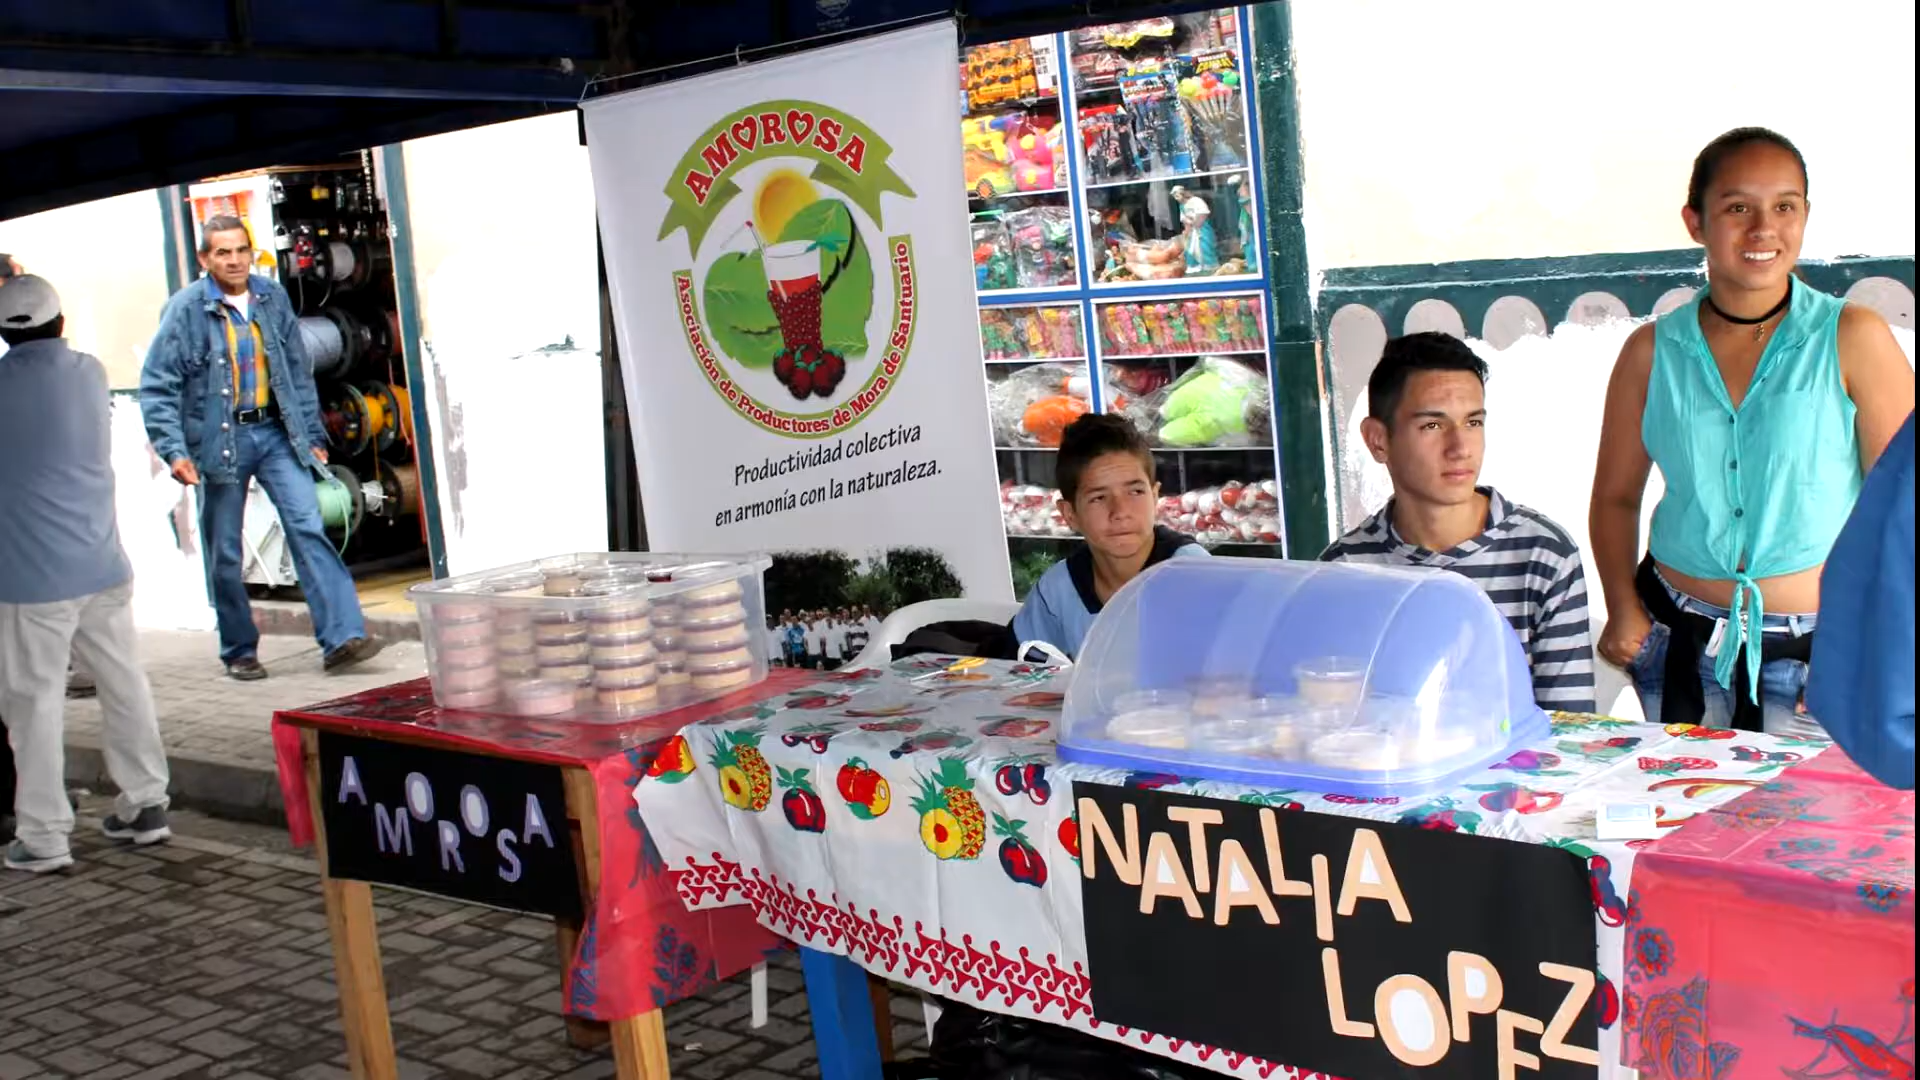 AMOROSA
Asociación de Productores de Mora de Santuario
Productividad colectiva
en armonía con la naturaleza.
AMOROSA
NATALIA
LOPEZ